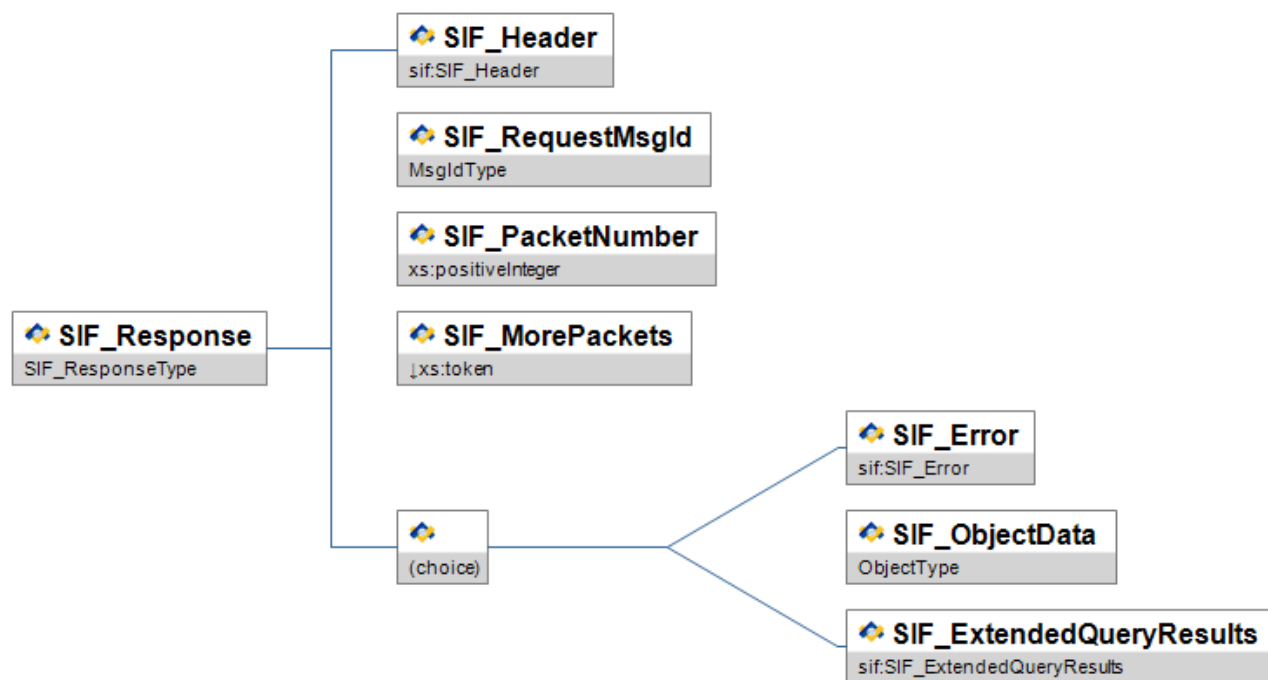 SIF_Header
sif:SIF_Header
SIF_RequestMsgId
MsgIdType
SIF_PacketNumber
xs:positiveInteger
SIF_Response
SIF_ResponseType
SIF_MorePackets
↓xs:token
SIF_Error
sif:SIF_Error
(choice)
SIF_ObjectData
ObjectType
SIF_ExtendedQueryResults
sif:SIF_ExtendedQueryResults